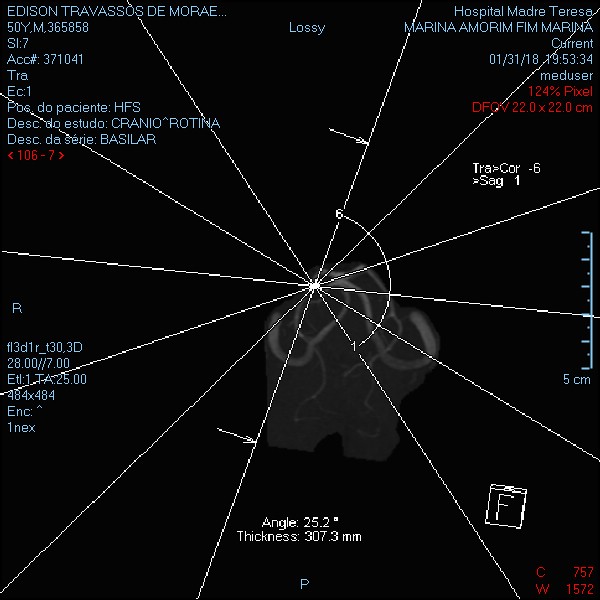 EDISON TRAVASSOS DE MORAE...
50Y,M,365858
Sl:7
Acc#: 371041
Tra
Ec:1
Pos. do paciente: HFS
Desc. do estudo: CRANIO^ROTINA
Desc. da série: BASILAR
< 106 - 7 >
Lossy
Hospital Madre Teresa
MARINA AMORIM FIM MARINA
Current
01/31/18 19:53:34
meduser
124% Pixel
DFOV 22.0 x 22.0 cm
Tra>Cor -6
>Sag 1
6
1
R
fl3d1r_t30,3D
28.00//7.00
Etl:1,TA:25.00
484x484
Enc: ^
1nex
5 cm
F
Angle: 25.2 °
Thickness: 307.3 mm
P
C 757
W 1572